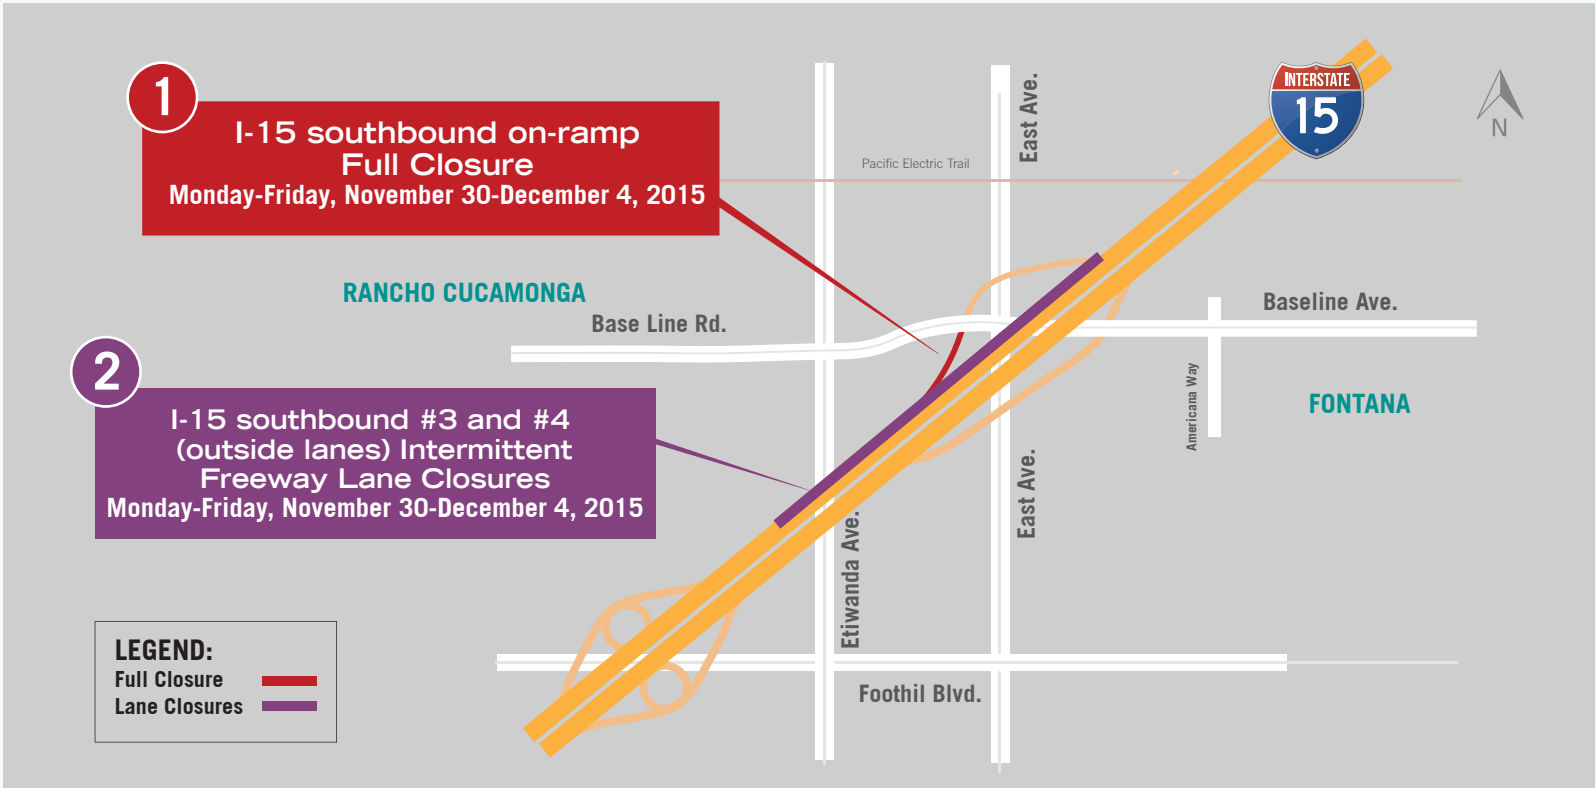 1
I-15 southbound on-ramp
Full Closure
Monday-Friday, November 30-December 4, 2015
East Ave.
INTERSTATE
15
N
Pacific Electric Trail
RANCHO CUCAMONGA
Base Line Rd.
Baseline Ave.
2
I-15 southbound #3 and #4
(outside lanes) Intermittent
Freeway Lane Closures
Monday-Friday, November 30-December 4, 2015
Americana Way
FONTANA
East Ave.
Etiwanda Ave.
LEGEND:
Full Closure
Lane Closures
Foothil Blvd.